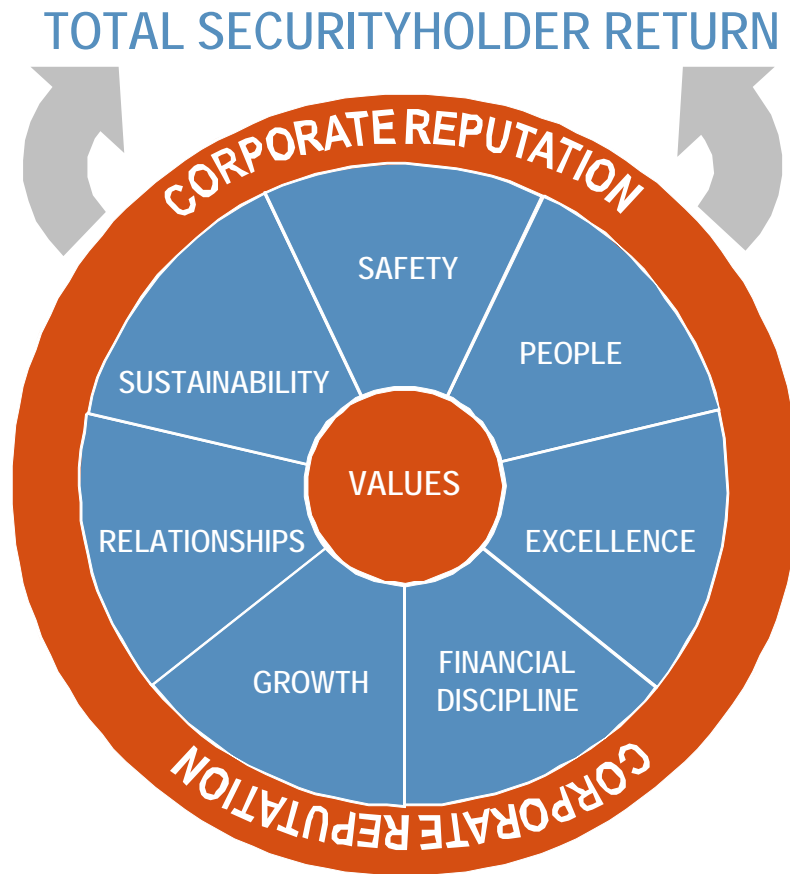 TOTAL SECURITYHOLDER RETURN
CORPORATE REPUTATION
SAFETY
PEOPLE
SUSTAINABILITY
VALUES
RELATIONSHIPS
EXCELLENCE
GROWTH
FINANCIAL
DISCIPLINE
CORPORATE REPUTATION